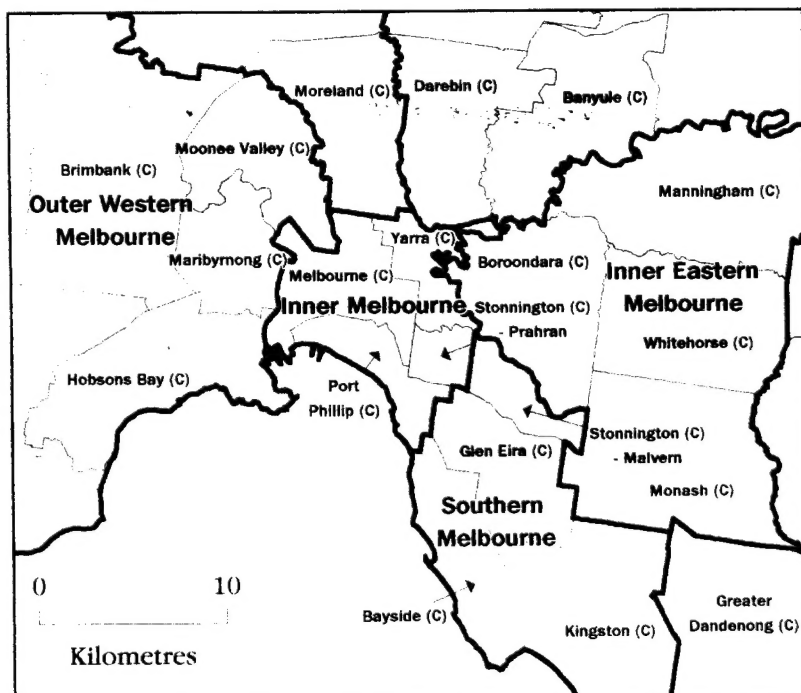 Moreland (C)
Darebin (C)
Banyule (C)
Moonee Valley (C)
Brimbank (C)
Manningham (C)
Outer Western
Melbourne
Yarra (C)
Maribyrnong (C)
Melbourne (C)
Boroondara (C)
Inner Eastern
Melbourne
Inner Melbourne
Stonnington (C)
- Prahran
Whitehorse (C)
Hobsons Bay (C)
Port
Phillip (C)
Stonnington (C)
- Malvern
Glen Eira (C)
Monash (C)
Southern
Melbourne
0 10
Kilometres
Bayside (C)
Kingston (C)
Greater
Dandenong (C)